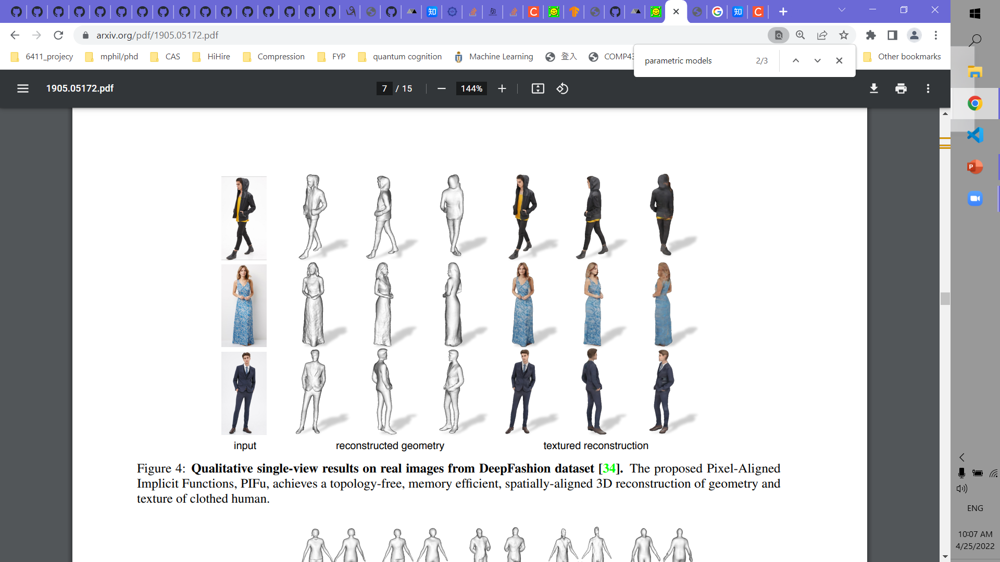 arxiv.org/pdf/1905.05172.pdf
6411_projecy
mphil/phd
CAS
HiHire
Compression
FYP
quantum cognition
Machine Learning
登入
COMP43
parametric models
2/3
Other bookmarks
1905.05172.pdf
7 / 15
144%
input
reconstructed geometry
textured reconstruction
Figure 4: Qualitative single-view results on real images from DeepFashion dataset [34]. The proposed Pixel-Aligned
Implicit Functions, PIFu, achieves a topology-free, memory efficient, spatially-aligned 3D reconstruction of geometry and
texture of clothed human.
ENG
10:07 AM
4/25/2022